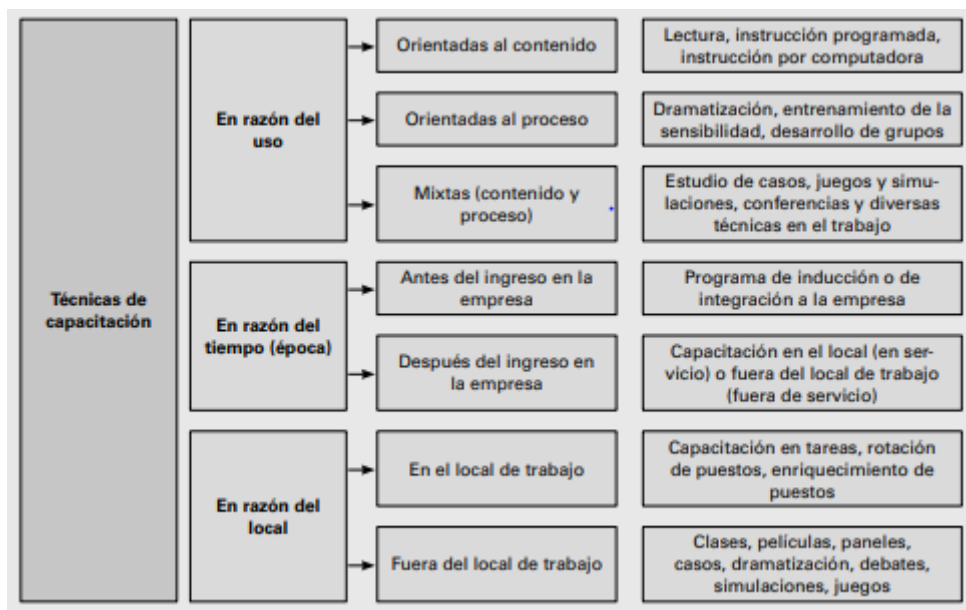 Técnicas de
capacitación
En razón del
uso
Orientadas al contenido
Lectura, instrucción programada,
instrucción por computadora
Orientadas al proceso
Dramatización, entrenamiento de la
sensibilidad, desarrollo de grupos
Mixtas (contenido y
proceso)
Estudio de casos, juegos y simu-
laciones, conferencias y diversas
técnicas en el trabajo
En razón del
tiempo (época)
Antes del ingreso en la
empresa
Programa de inducción o de
integración a la empresa
Después del ingreso en
la empresa
Capacitación en el local (en ser-
vicio) o fuera del local de trabajo
(fuera de servicio)
En razón del
local
En el local de trabajo
Capacitación en tareas, rotación
de puestos, enriquecimiento de
puestos
Fuera del local de trabajo
Clases, películas, paneles,
casos, dramatización, debates,
simulaciones, juegos